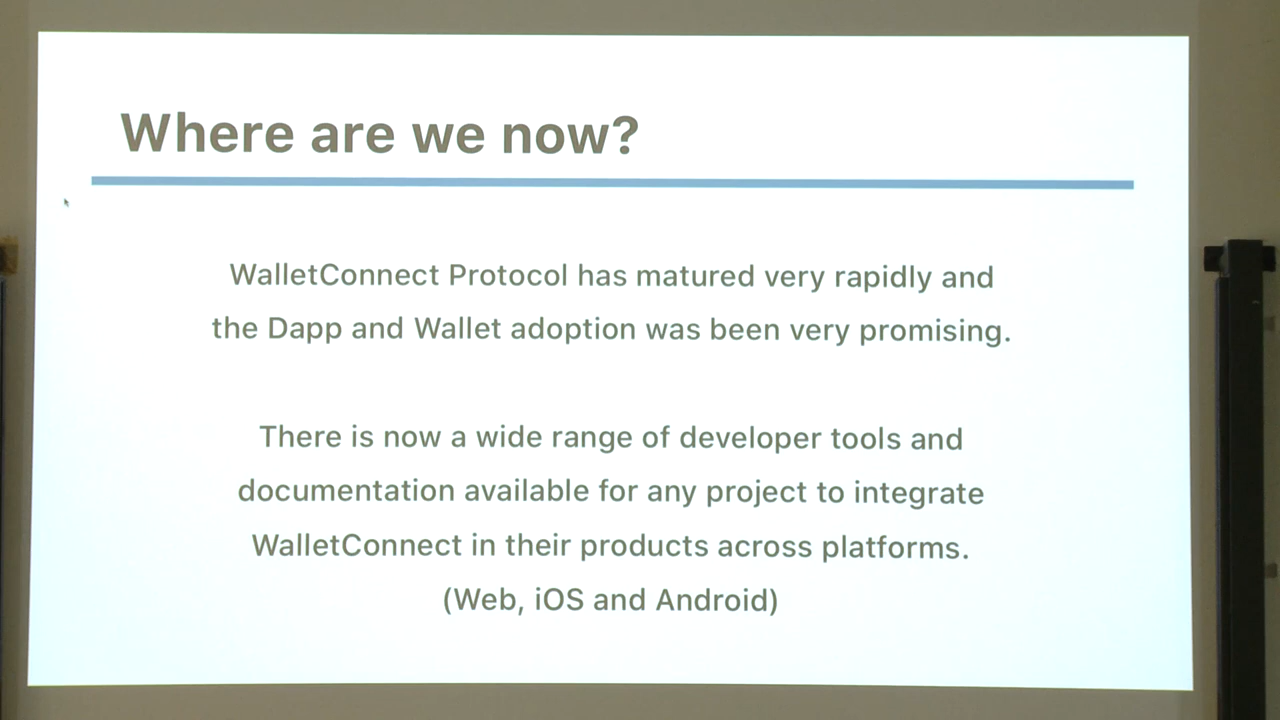 Where are we now?
WalletConnect Protocol has matured very rapidly and
the Dapp and Wallet adoption was been very promising.
There is now a wide range of developer tools and
documentation available for any project to integrate
WalletConnect in their products across platforms.
(Web, iOS and Android)